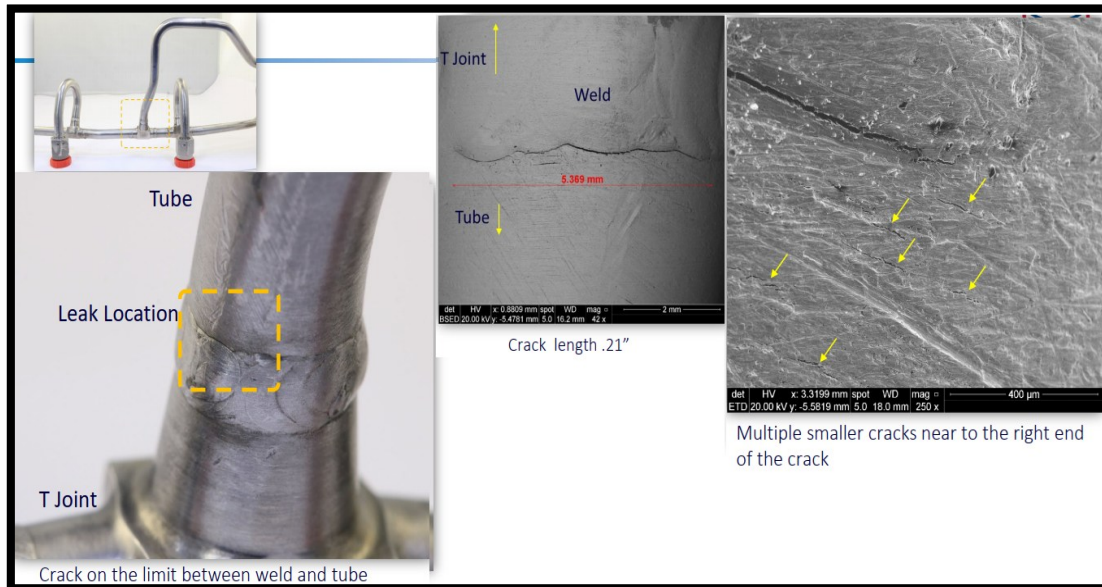 Tube
Leak Location
T Joint
Crack on the limit between weld and tube
T Joint
Weld
5.369 mm
Tube
det HV x: 0.8809 mm spot WD mag 2 mm
BSED 20.00 kV y: -5.4781 mm 5.0 16.2 mm 42 x
Crack length .21"
det HV x: 3.3199 mm spot WD mag 400 µm
ETD 20.00 kV y: -5.5819 mm 5.0 18.0 mm 250 x
Multiple smaller cracks near to the right end
of the crack